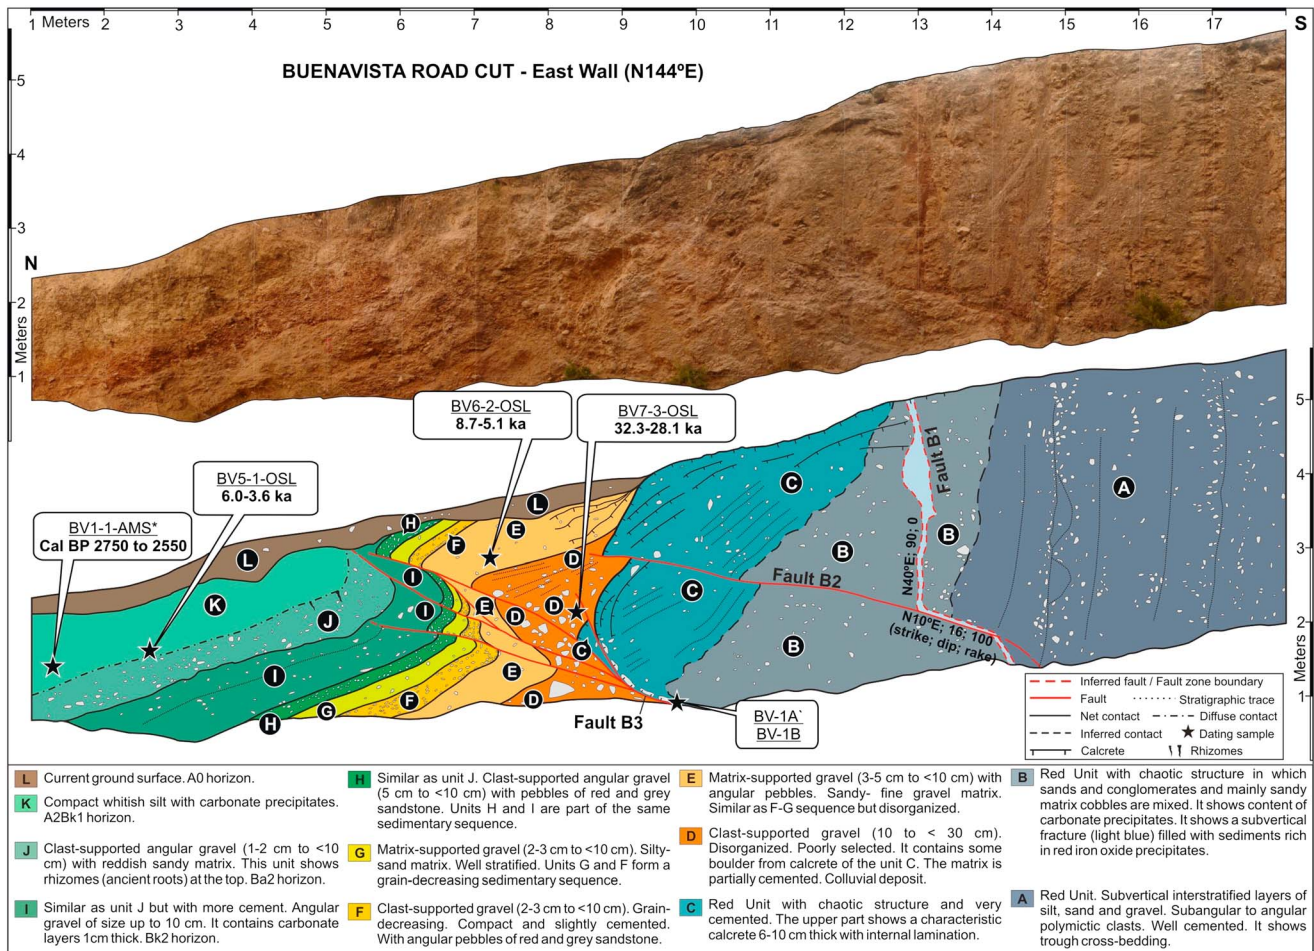 1 Meters 2 3 4 5 6 7 8 9 10 11 12 13 14 15 16 17 S
BUENAVISTA ROAD CUT - East Wall (N144ºE)
5
4
3
N
2
Meters
1
BV6-2-OSL
8.7-5.1 ka
BV7-3-OSL
32.3-28.1 ka
BV5-1-OSL
6.0-3.6 ka
BV1-1-AMS*
Cal BP 2750 to 2550
5
4
3
2
Meters
1
Fault B1
N40ºE; 90; 0
Fault B2
N10ºE; 16; 100
(strike; dip; rake)
Fault B3
BV-1A`
BV-1B
L
K
J
I
H
G
F
E
D
L
H
F
E
D
I
I
E
D
D
C
C
C
B
B
B
A
Inferred fault / Fault zone boundary
Fault
Stratigraphic trace
Net contact
Diffuse contact
Inferred contact
Dating sample
Calcrete
Rhizomes
L Current ground surface. A0 horizon.
K Compact whitish silt with carbonate precipitates.
A2Bk1 horizon.
J Clast-supported angular gravel (1-2 cm to <10
cm) with reddish sandy matrix. This unit shows
rhizomes (ancient roots) at the top. Ba2 horizon.
I Similar as unit J but with more cement. Angular
gravel of size up to 10 cm. It contains carbonate
layers 1cm thick. Bk2 horizon.
H Similar as unit J. Clast-supported angular gravel
(5 cm to <10 cm) with pebbles of red and grey
sandstone. Units H and I are part of the same
sedimentary sequence.
G Matrix-supported gravel (2-3 cm to <10 cm). Silty-
sand matrix. Well stratified. Units G and F form a
grain-decreasing sedimentary sequence.
F Clast-supported gravel (2-3 cm to <10 cm). Grain-
decreasing. Compact and slightly cemented.
With angular pebbles of red and grey sandstone.
E Matrix-supported gravel (3-5 cm to <10 cm) with
angular pebbles. Sandy- fine gravel matrix.
Similar as F-G sequence but disorganized.
D Clast-supported gravel (10 to < 30 cm).
Disorganized. Poorly selected. It contains some
boulder from calcrete of the unit C. The matrix is
partially cemented. Colluvial deposit.
C Red Unit with chaotic structure and very
cemented. The upper part shows a characteristic
calcrete 6-10 cm thick with internal lamination.
B Red Unit with chaotic structure in which
sands and conglomerates and mainly sandy
matrix cobbles are mixed. It shows content of
carbonate precipitates. It shows a subvertical
fracture (light blue) filled with sediments rich
in red iron oxide precipitates.
A Red Unit. Subvertical interstratified layers of
silt, sand and gravel. Subangular to angular
polymictic clasts. Well cemented. It shows
trough cross-bedding.